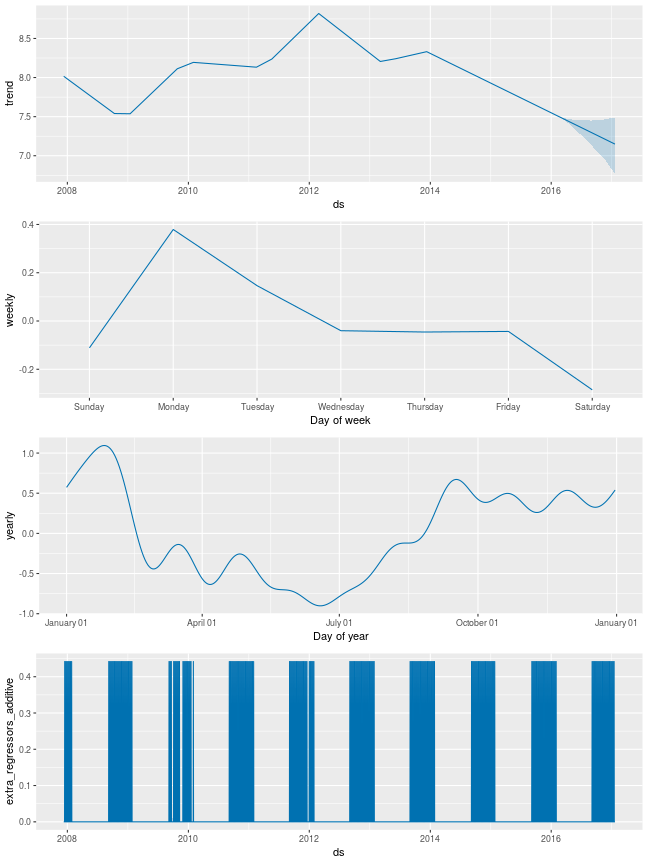 trend
8.5
8.0
7.5
7.0
2008 2010 2012 2014 2016
ds
weekly
0.4
0.2
0.0
-0.2
Sunday Monday Tuesday Wednesday Thursday Friday Saturday
Day of week
yearly
1.0
0.5
0.0
-0.5
-1.0
January 01 April 01 July 01 October 01 January 01
Day of year
extra_regressors_additive
0.4
0.3
0.2
0.1
0.0
2008 2010 2012 2014 2016
ds